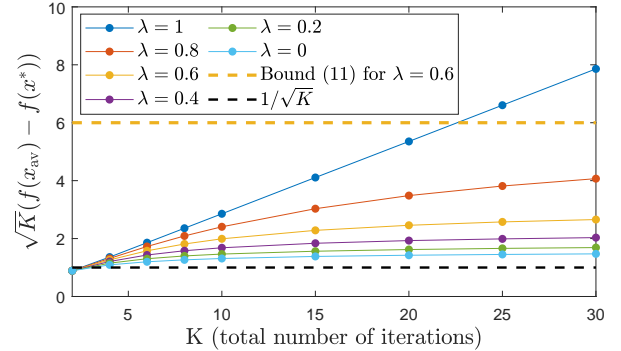 10
8
6
4
2
0
√K(f(x_av) − f(x*))
λ = 1
λ = 0.8
λ = 0.6
λ = 0.4
λ = 0.2
λ = 0
Bound (11) for λ = 0.6
1/√K
5 10 15 20 25 30
K (total number of iterations)